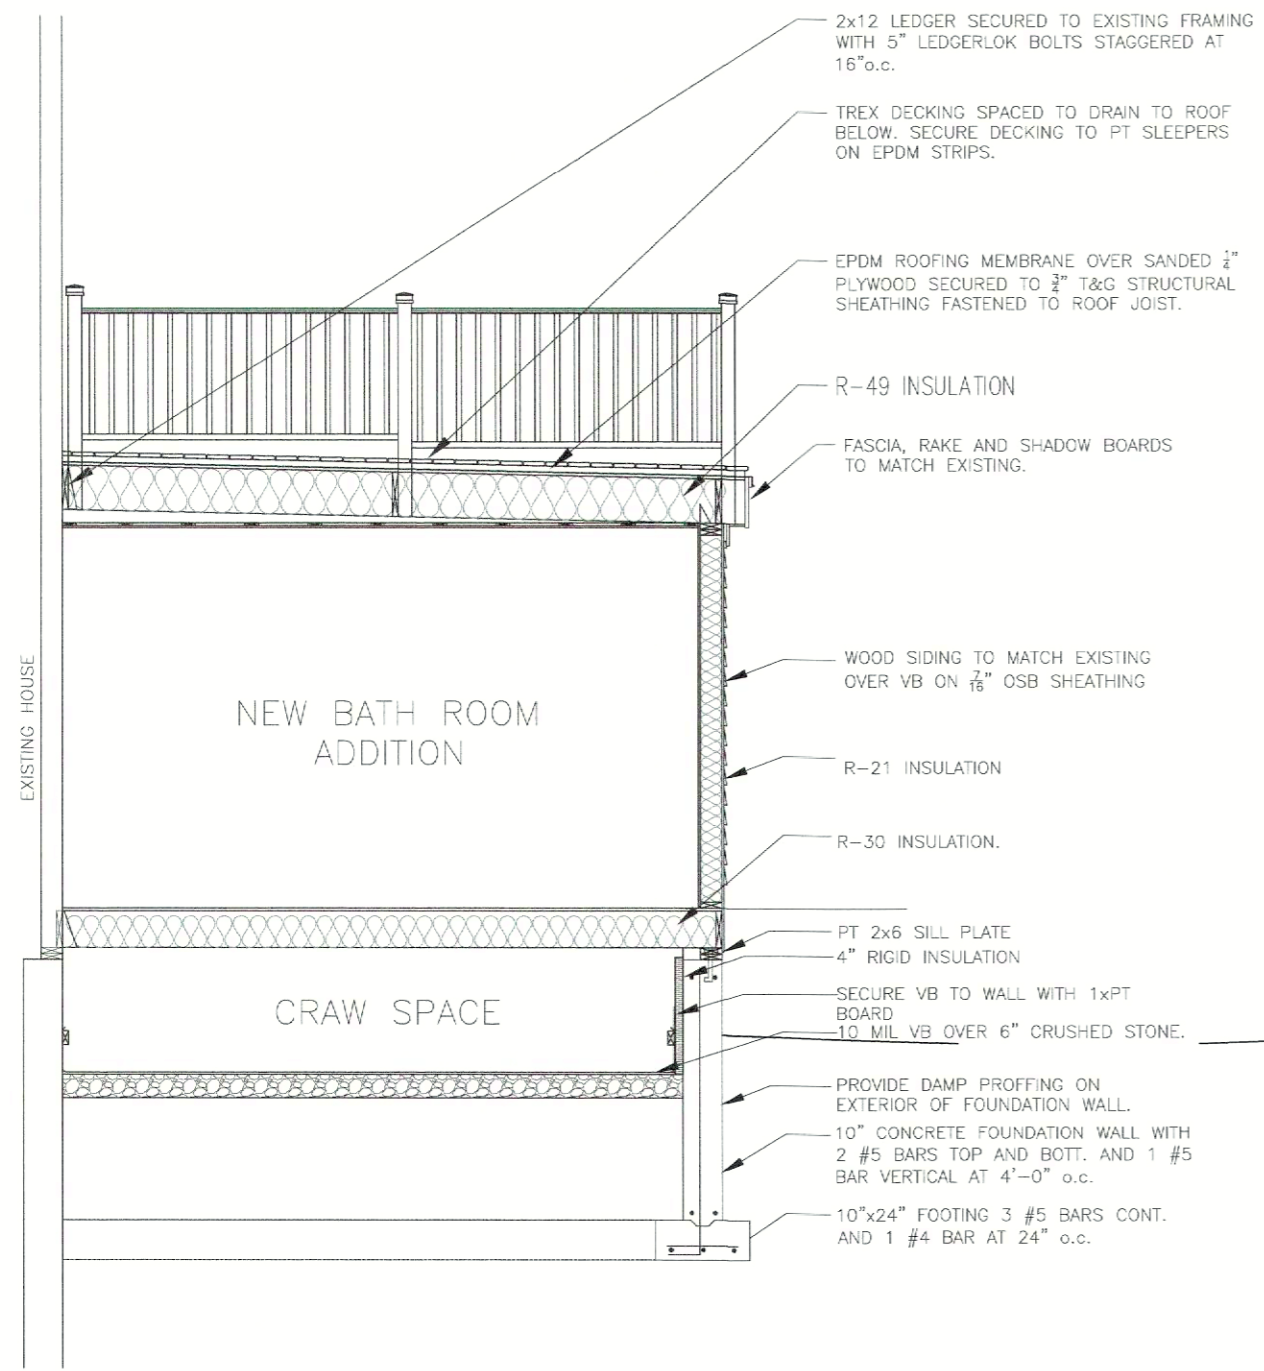 2x12 LEDGER SECURED TO EXISTING FRAMING
WITH 5" LEDGERLOK BOLTS STAGGERED AT
16"o.c.
TREX DECKING SPACED TO DRAIN TO ROOF
BELOW. SECURE DECKING TO PT SLEEPERS
ON EPDM STRIPS.
EPDM ROOFING MEMBRANE OVER SANDED 1/4"
PLYWOOD SECURED TO 3/4" T&G STRUCTURAL
SHEATHING FASTENED TO ROOF JOIST.
R-49 INSULATION
FASCIA, RAKE AND SHADOW BOARDS
TO MATCH EXISTING.
WOOD SIDING TO MATCH EXISTING
OVER VB ON 7/16" OSB SHEATHING
EXISTING HOUSE
NEW BATH ROOM
ADDITION
R-21 INSULATION
R-30 INSULATION.
PT 2x6 SILL PLATE
4" RIGID INSULATION
SECURE VB TO WALL WITH 1xPT
BOARD
CRAW SPACE
10 MIL VB OVER 6" CRUSHED STONE.
PROVIDE DAMP PROFFING ON
EXTERIOR OF FOUNDATION WALL.
10" CONCRETE FOUNDATION WALL WITH
2 #5 BARS TOP AND BOTT. AND 1 #5
BAR VERTICAL AT 4'-0" o.c.
10"x24" FOOTING 3 #5 BARS CONT.
AND 1 #4 BAR AT 24" o.c.